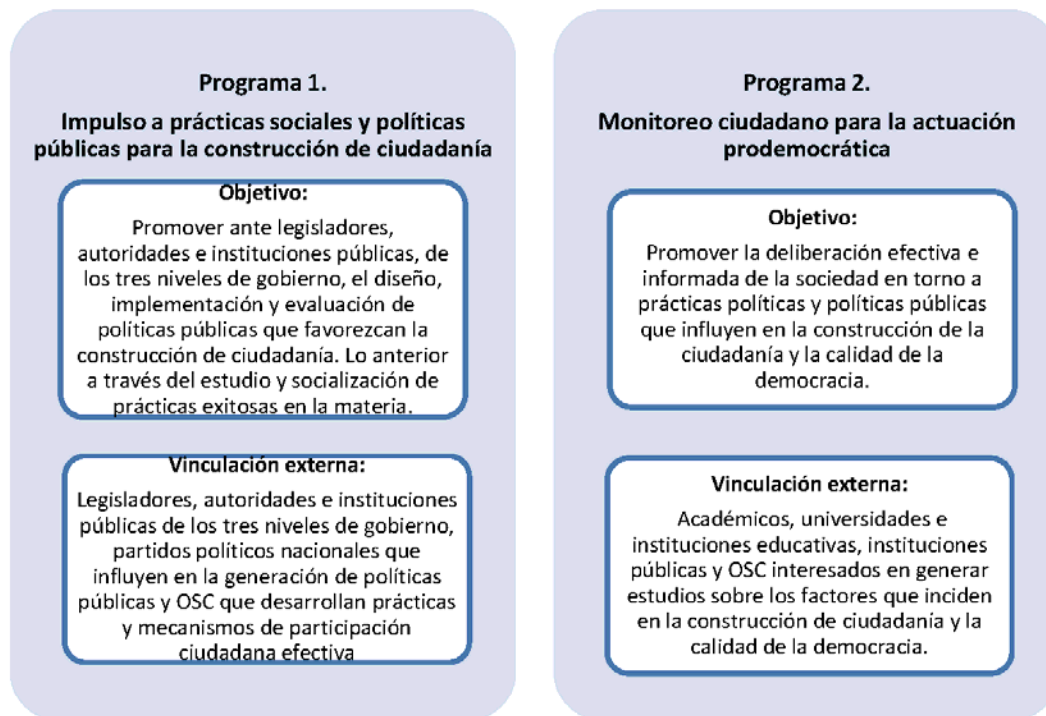 Programa 1.
Impulso a prácticas sociales y políticas
públicas para la construcción de ciudadanía
Objetivo:
Promover ante legisladores,
autoridades e instituciones públicas, de
los tres niveles de gobierno, el diseño,
implementación y evaluación de
políticas públicas que favorezcan la
construcción de ciudadanía. Lo anterior
a través del estudio y socialización de
prácticas exitosas en la materia.
Vinculación externa:
Legisladores, autoridades e instituciones
públicas de los tres niveles de gobierno,
partidos políticos nacionales que
influyen en la generación de políticas
públicas y OSC que desarrollan prácticas
y mecanismos de participación
ciudadana efectiva
Programa 2.
Monitoreo ciudadano para la actuación
prodemocrática
Objetivo:
Promover la deliberación efectiva e
informada de la sociedad en torno a
prácticas políticas y políticas públicas
que influyen en la construcción de la
ciudadanía y la calidad de la
democracia.
Vinculación externa:
Académicos, universidades e
instituciones educativas, instituciones
públicas y OSC interesados en generar
estudios sobre los factores que inciden
en la construcción de ciudadanía y la
calidad de la democracia.